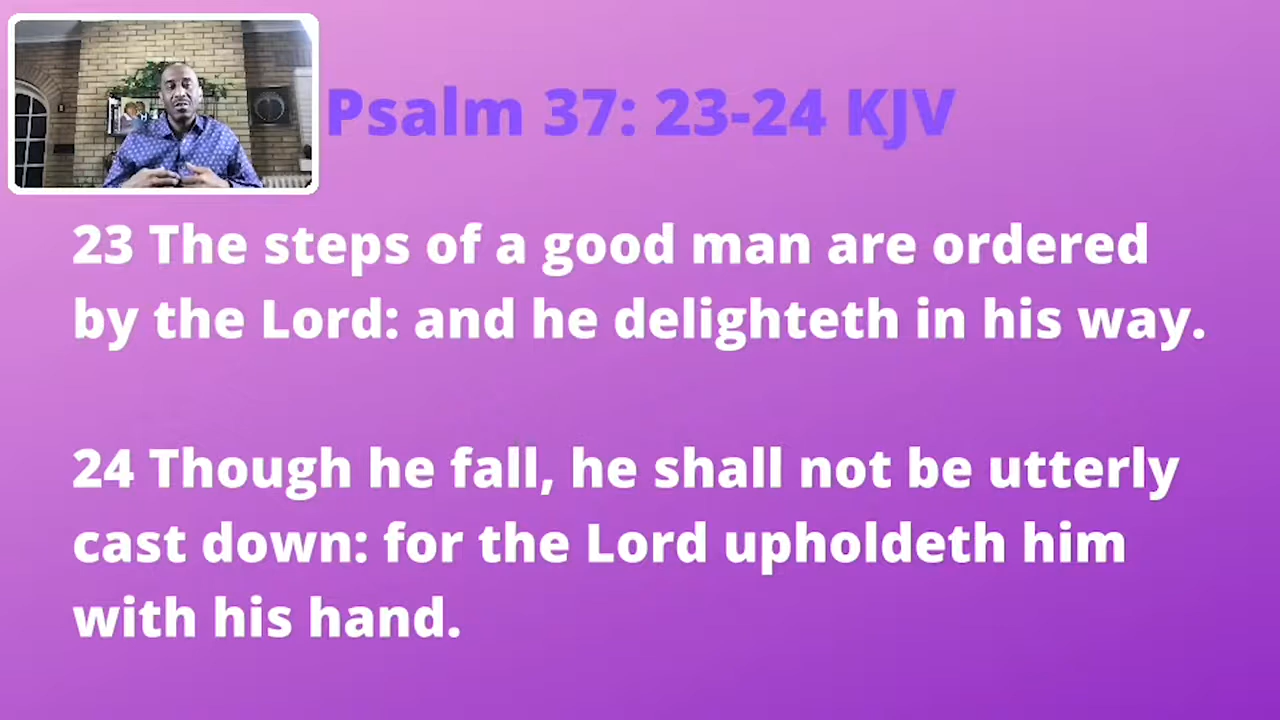 Psalm 37: 23-24 KJV
23 The steps of a good man are ordered
by the Lord: and he delighteth in his way.
24 Though he fall, he shall not be utterly
cast down: for the Lord upholdeth him
with his hand.